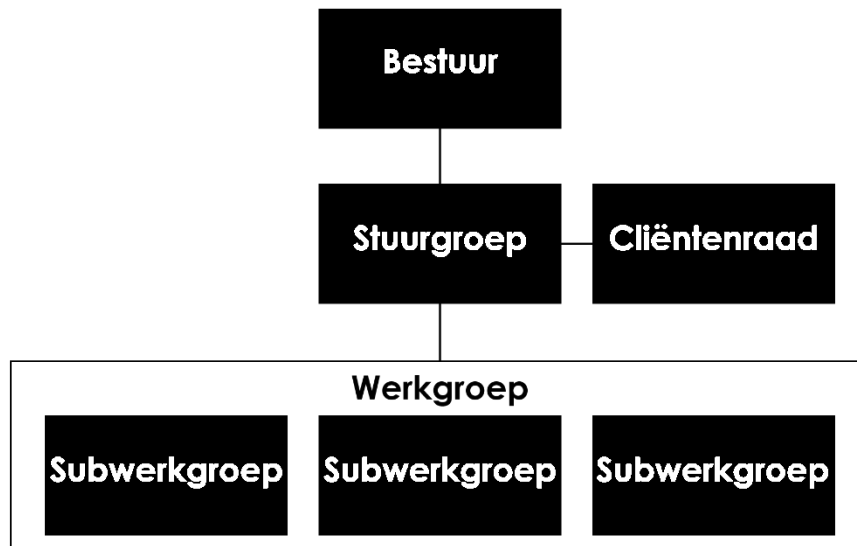 Bestuur
Stuurgroep
Cliëntenraad
Werkgroep
Subwerkgroep
Subwerkgroep
Subwerkgroep